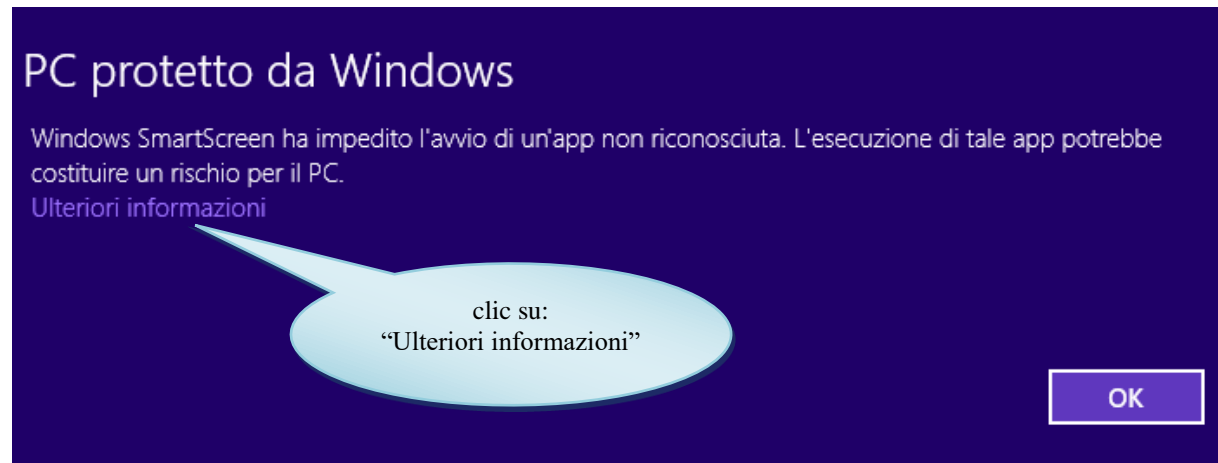 PC protetto da Windows
Windows SmartScreen ha impedito l'avvio di un'app non riconosciuta. L'esecuzione di tale app potrebbe
costituire un rischio per il PC.
Ulteriori informazioni
clic su:
“Ulteriori informazioni”
OK